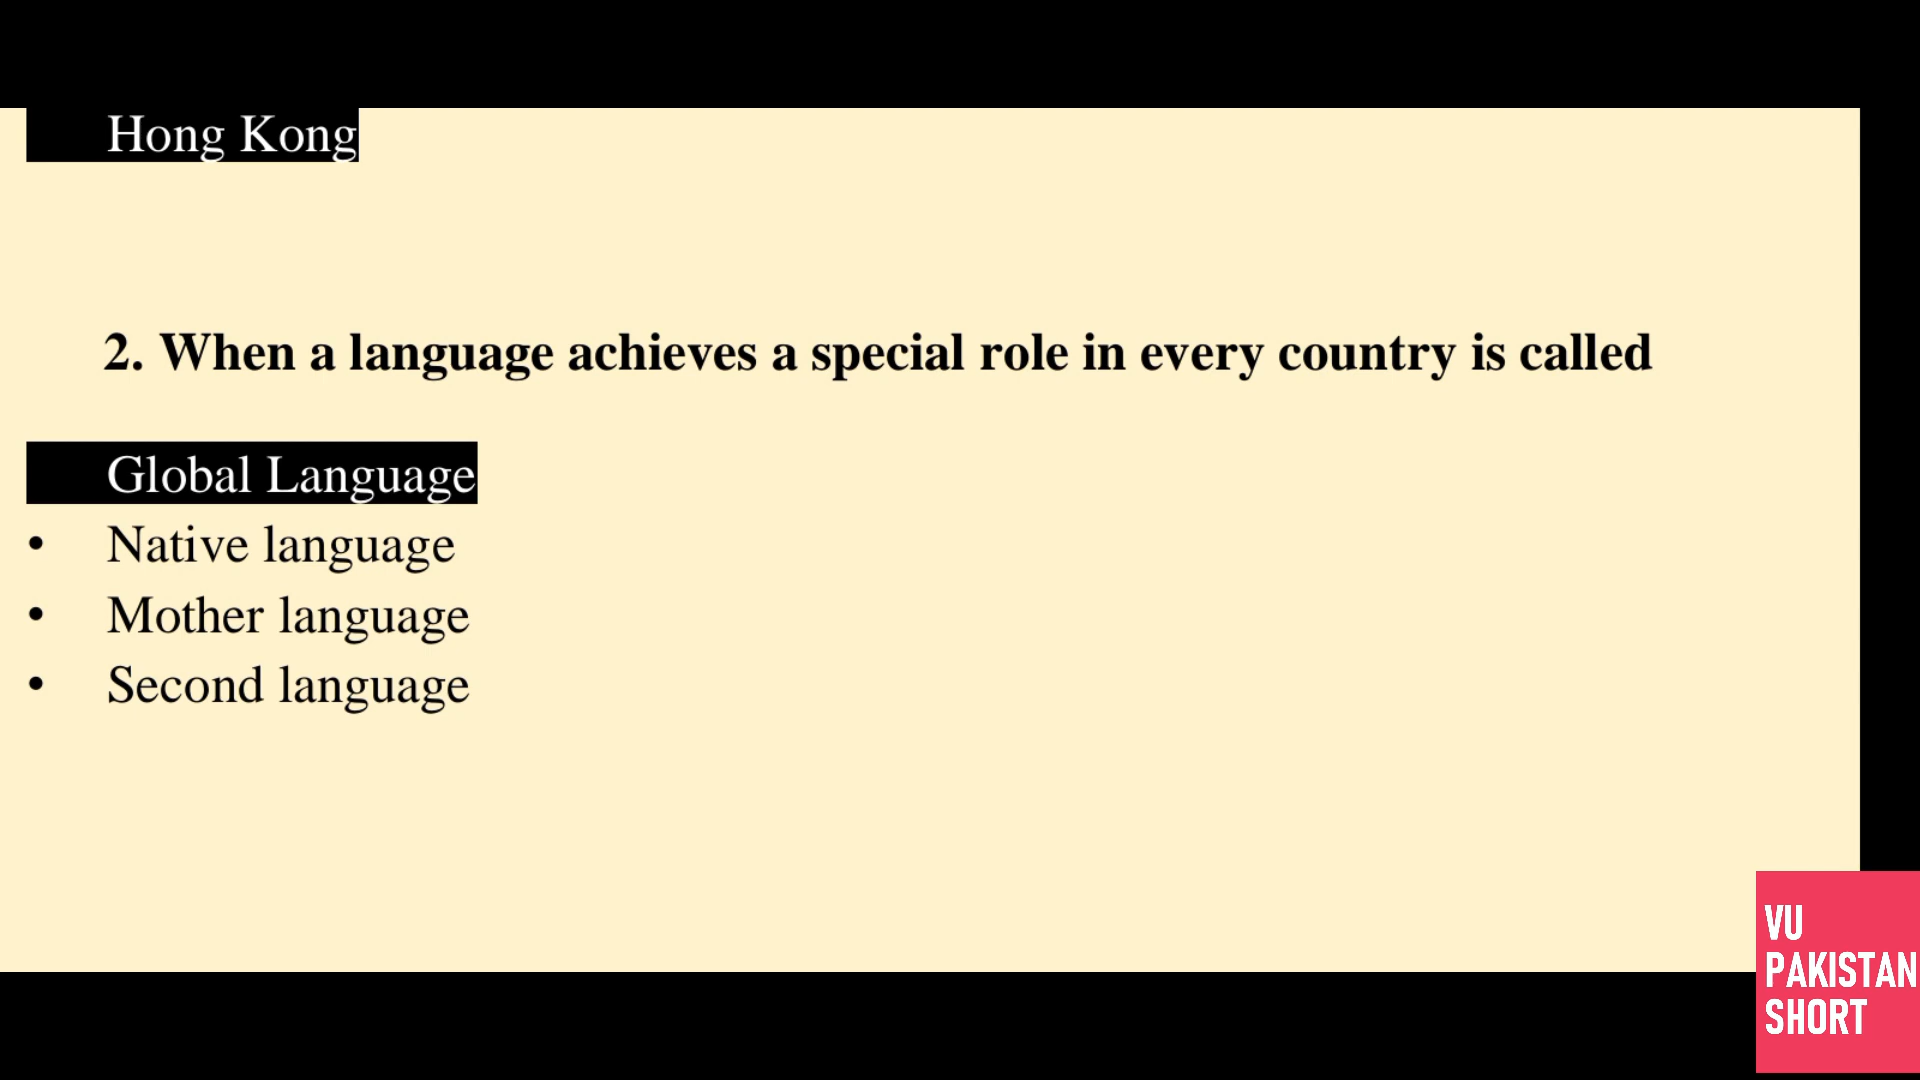 Hong Kong
2. When a language achieves a special role in every country is called
Global Language
• Native language
• Mother language
• Second language
VU
PAKISTAN
SHORT